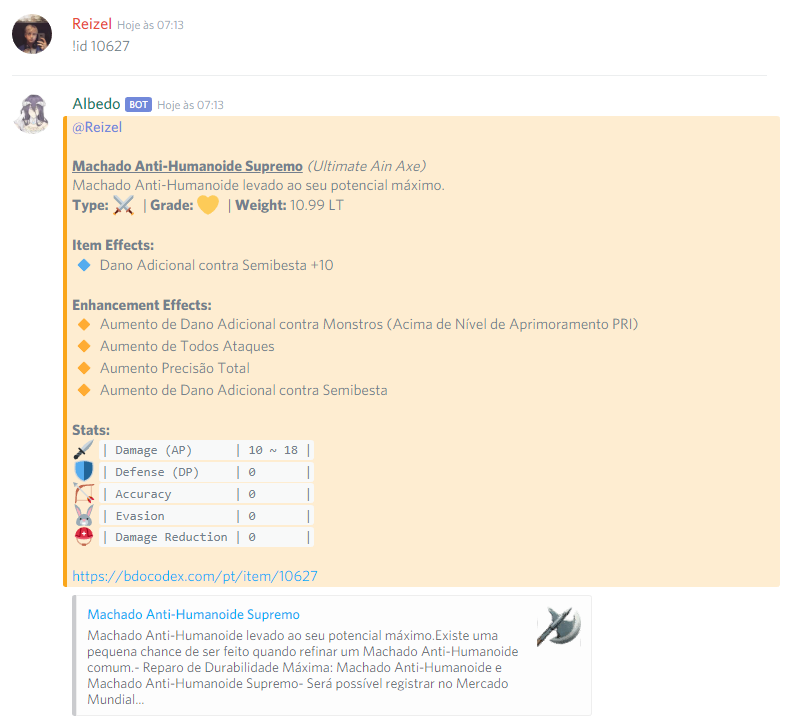 Reizel Hoje às 07:13
!id 10627
Albedo BOT Hoje às 07:13
@Reizel
Machado Anti-Humanoide Supremo (Ultimate Ain Axe)
Machado Anti-Humanoide levado ao seu potencial máximo.
Type: | Grade: | Weight: 10.99 LT
Item Effects:
Dano Adicional contra Semibesta +10
Enhancement Effects:
Aumento de Dano Adicional contra Monstros (Acima de Nível de Aprimoramento PRI)
Aumento de Todos Ataques
Aumento Precisão Total
Aumento de Dano Adicional contra Semibesta
Stats:
| Damage (AP) | 10 ~ 18 |
| Defense (DP) | 0 |
| Accuracy | 0 |
| Evasion | 0 |
| Damage Reduction | 0 |
https://bdocodex.com/pt/item/10627
Machado Anti-Humanoide Supremo
Machado Anti-Humanoide levado ao seu potencial máximo.Existe uma
pequena chance de ser feito quando refinar um Machado Anti-Humanoide
comum.- Reparo de Durabilidade Máxima: Machado Anti-Humanoide e
Machado Anti-Humanoide Supremo- Será possível registrar no Mercado
Mundial...